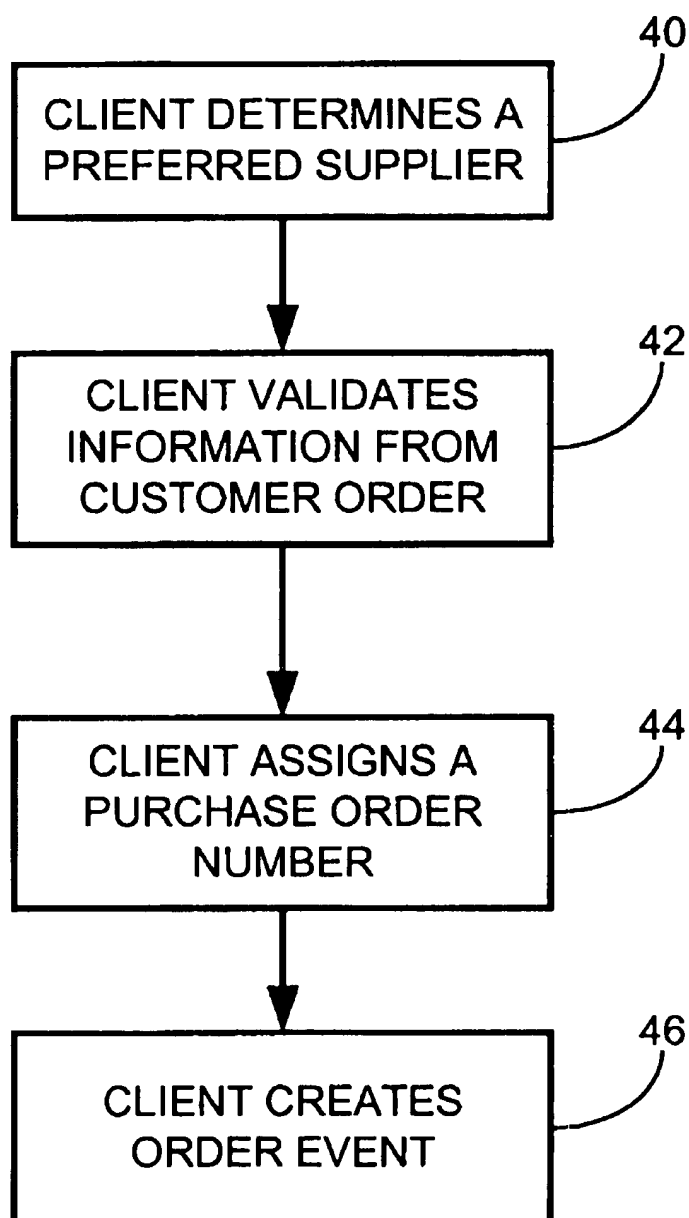 40
CLIENT DETERMINES A
PREFERRED SUPPLIER
42
CLIENT VALIDATES
INFORMATION FROM
CUSTOMER ORDER
44
CLIENT ASSIGNS A
PURCHASE ORDER
NUMBER
46
CLIENT CREATES
ORDER EVENT